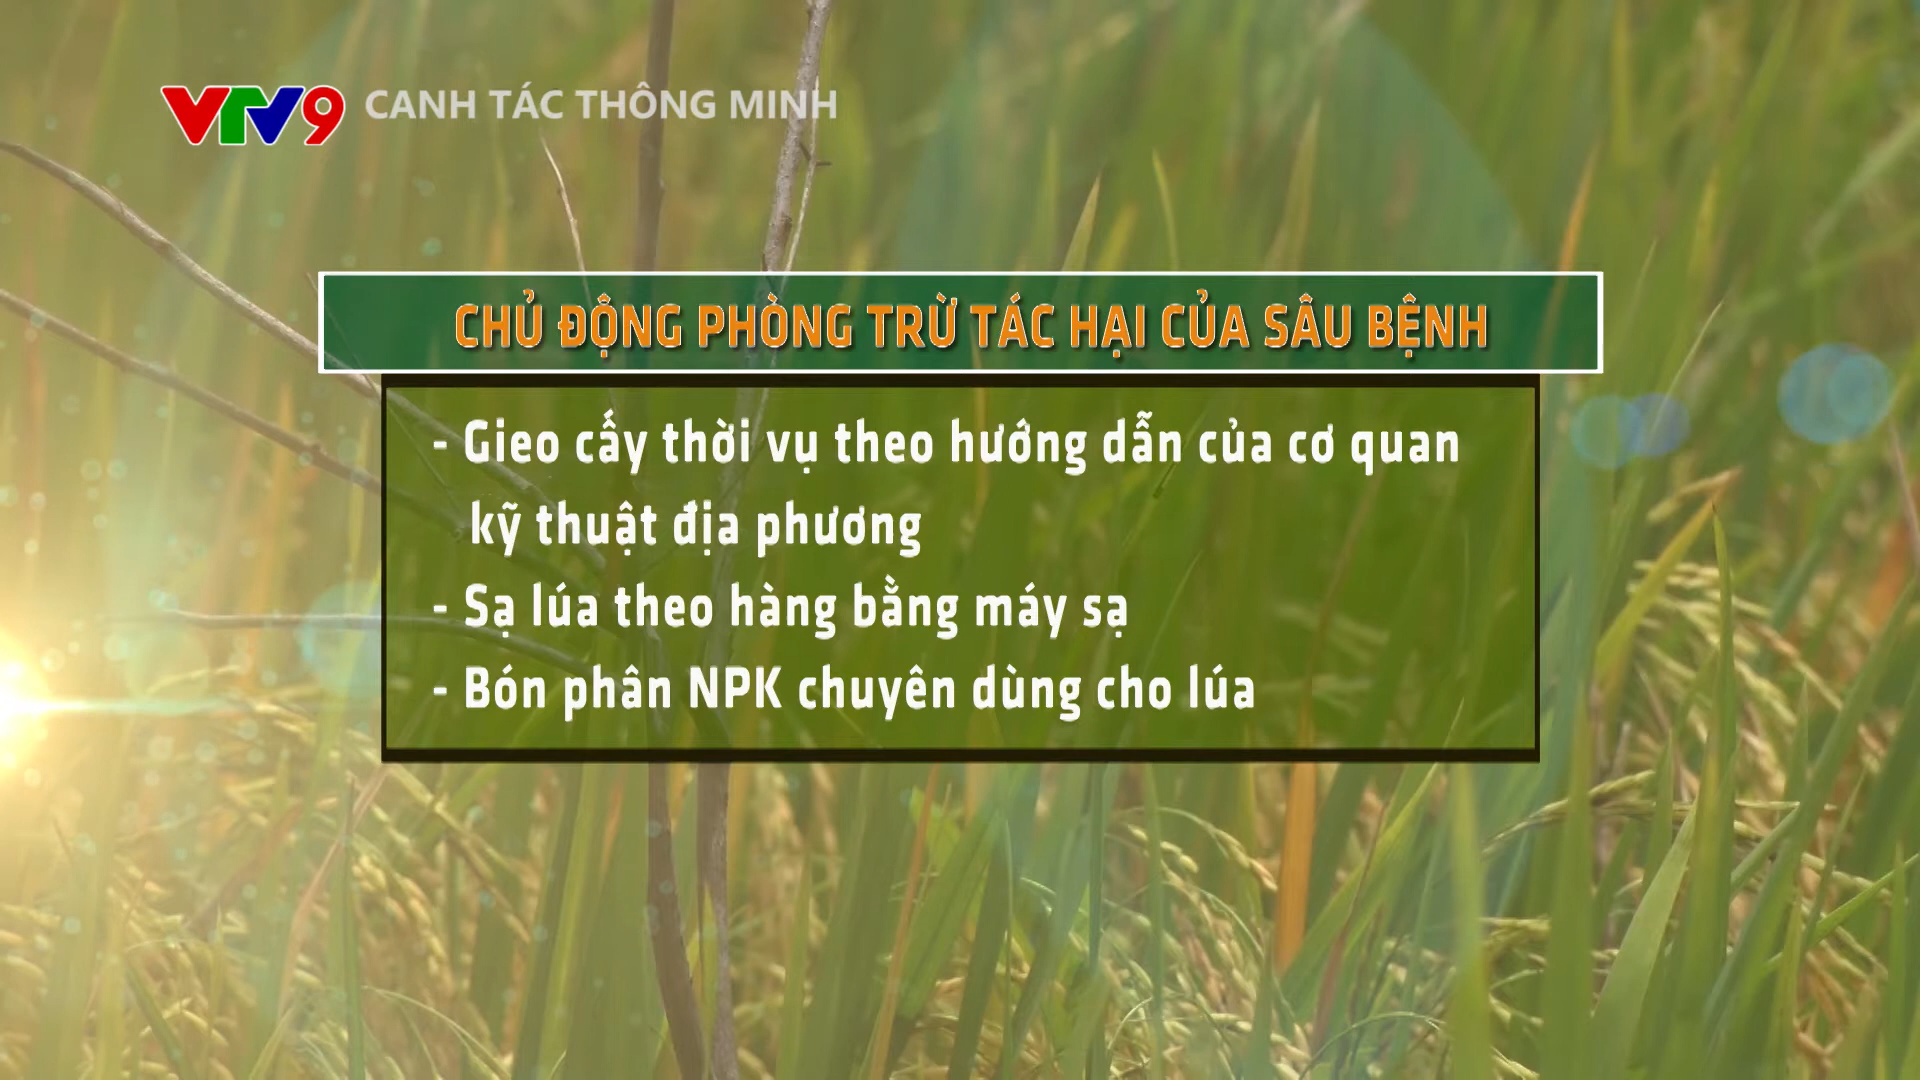 VTV9 CANH TÁC THÔNG MINH
CHỦ ĐỘNG PHÒNG TRỪ TÁC HẠI CỦA SÂU BỆNH
- Gieo cấy thời vụ theo hướng dẫn của cơ quan
kỹ thuật địa phương
- Sạ lúa theo hàng bằng máy sạ
- Bón phân NPK chuyên dùng cho lúa